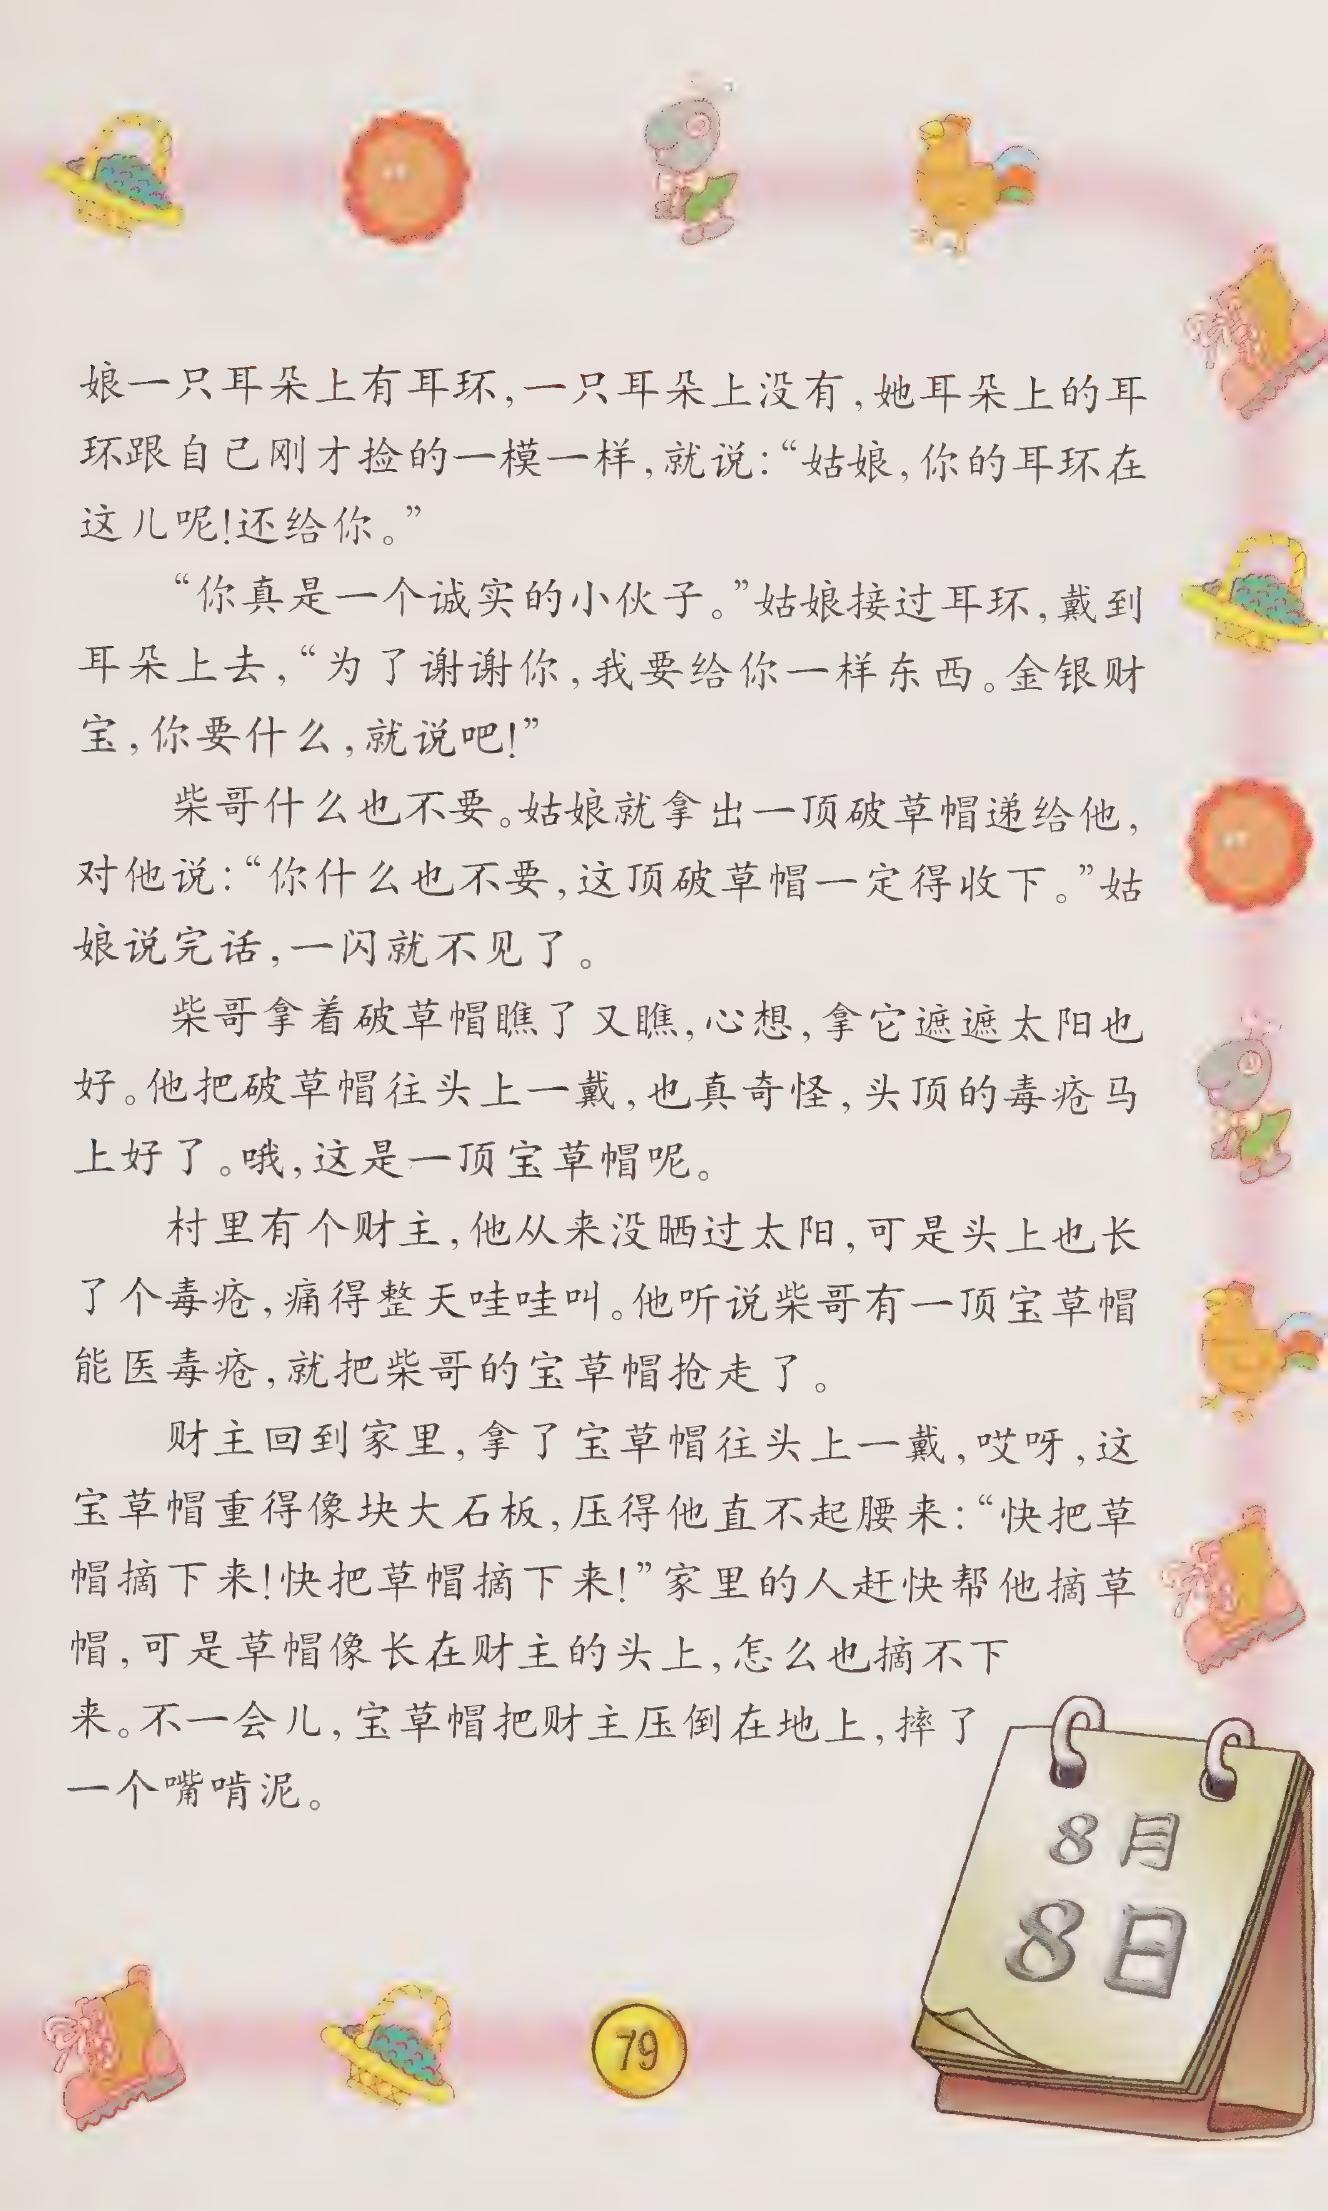 娘一只耳朵上有耳环,一只耳朵上没有,她耳朵上的耳
环跟自己刚才捡的一模一样,就说:“姑娘,你的耳环在
这儿呢!还给你。”
“你真是一个诚实的小伙子。”姑娘接过耳环,戴到
耳朵上去,“为了谢谢你,我要给你一样东西。金银财
宝,你要什么,就说吧!”
柴哥什么也不要。姑娘就拿出一顶破草帽递给他,
对他说:“你什么也不要,这顶破草帽一定得收下。”姑
娘说完话,一闪就不见了。
柴哥拿着破草帽瞧了又瞧,心想,拿它遮遮太阳也
好。他把破草帽往头上一戴,也真奇怪,头顶的毒疮马
上好了。哦,这是一顶宝草帽呢。
村里有个财主,他从来没晒过太阳,可是头上也长
了个毒疮,痛得整天哇哇叫。他听说柴哥有一顶宝草帽
能医毒疮,就把柴哥的宝草帽抢走了。
财主回到家里,拿了宝草帽往头上一戴,哎呀,这
宝草帽重得像块大石板,压得他直不起腰来:“快把草
帽摘下来!快把草帽摘下来!”家里的人赶快帮他摘草
帽,可是草帽像长在财主的头上,怎么也摘不下
来。不一会儿,宝草帽把财主压倒在地上,摔了
一个嘴啃泥。
8月
8日
79